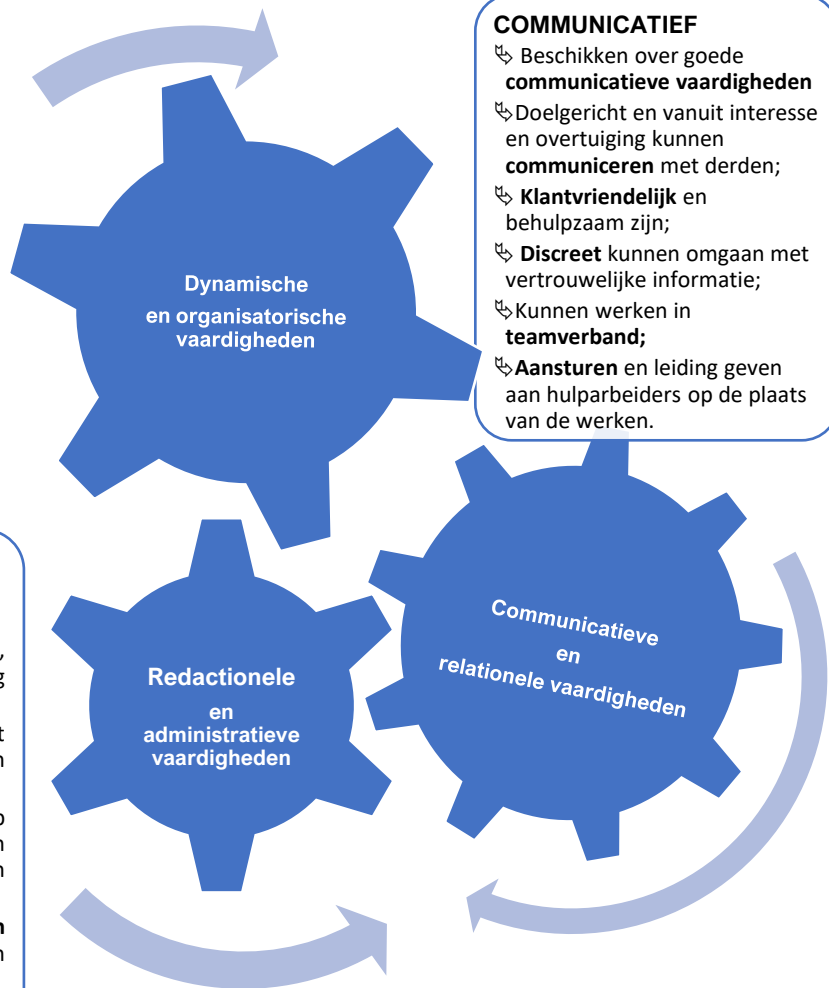 COMMUNICATIEF
⮱ Beschikken over goede
communicatieve vaardigheden
⮱Doelgericht en vanuit interesse
en overtuiging kunnen
communiceren met derden;
⮱ Klantvriendelijk en
behulpzaam zijn;
⮱ Discreet kunnen omgaan met
vertrouwelijke informatie;
⮱Kunnen werken in
teamverband;
⮱Aansturen en leiding geven
aan hulparbeiders op de plaats
van de werken.
Dynamische
en organisatorische
vaardigheden
Communicatieve
en
relationele vaardigheden
Redactionele
en
administratieve
vaardigheden